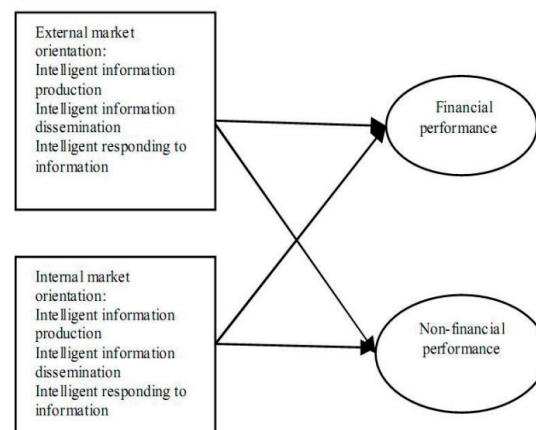 External market
orientation:
Intelligent information
production
Intelligent information
dissemination
Intelligent responding to
information
Financial
performance
Internal market
orientation:
Intelligent information
production
Intelligent information
dissemination
Intelligent responding to
information
Non-financial
performance